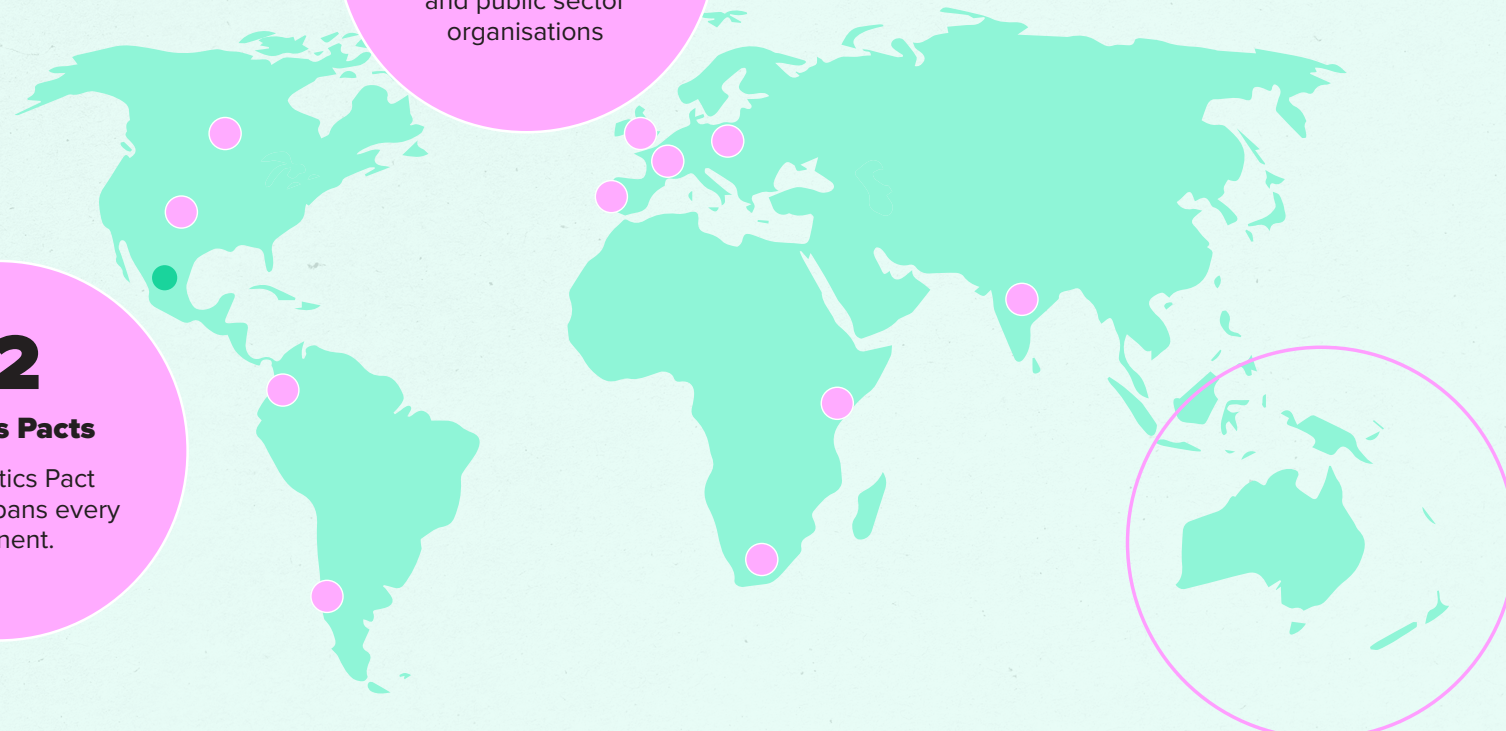 and public sector
organisations
2
s Pacts
tics Pact
pans every
nent.